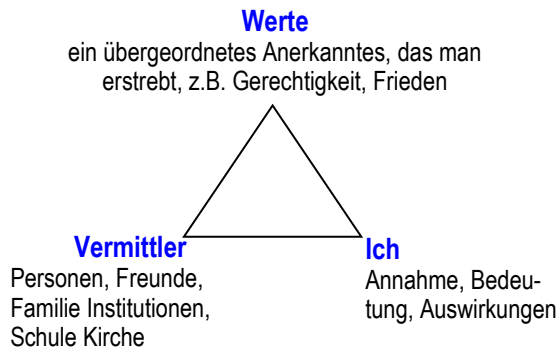 Werte
ein übergeordnetes Anerkanntes, das man
erstrebt, z.B. Gerechtigkeit, Frieden
Vermittler
Personen, Freunde,
Familie Institutionen,
Schule Kirche
Ich
Annahme, Bedeu-
tung, Auswirkungen